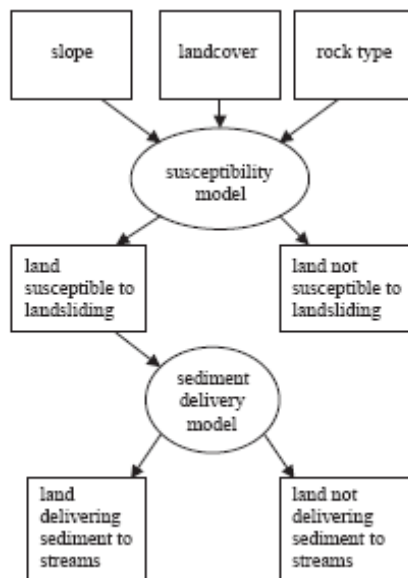 slope
landcover
rock type
susceptibility
model
land
susceptible to
landsliding
land not
susceptible to
landsliding
sediment
delivery
model
land
delivering
sediment to
streams
land not
delivering
sediment to
streams